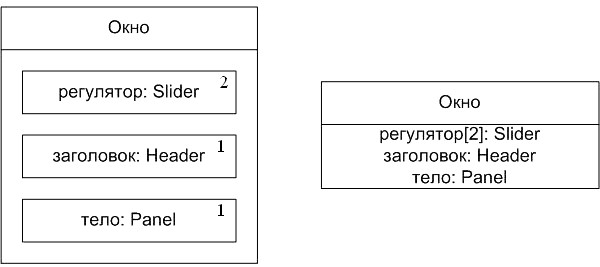 Окно
регулятор: Slider 2
заголовок: Header 1
тело: Panel 1
Окно
регулятор[2]: Slider
заголовок: Header
тело: Panel